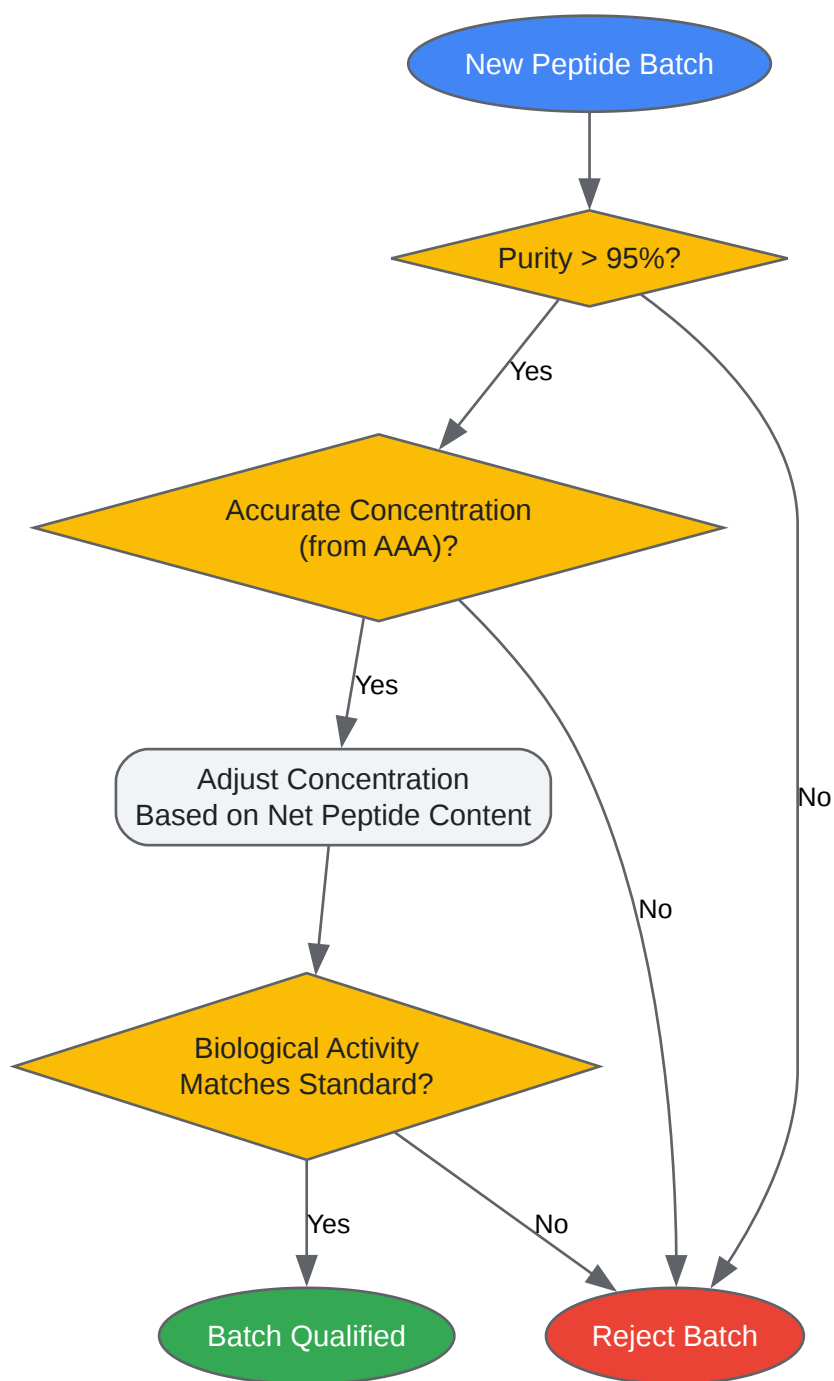 New Peptide Batch
Purity > 95%?
Yes
Accurate Concentration
(from AAA)?
Yes
Adjust Concentration
Based on Net Peptide Content
No
No
Biological Activity
Matches Standard?
Yes
No
Batch Qualified
Reject Batch